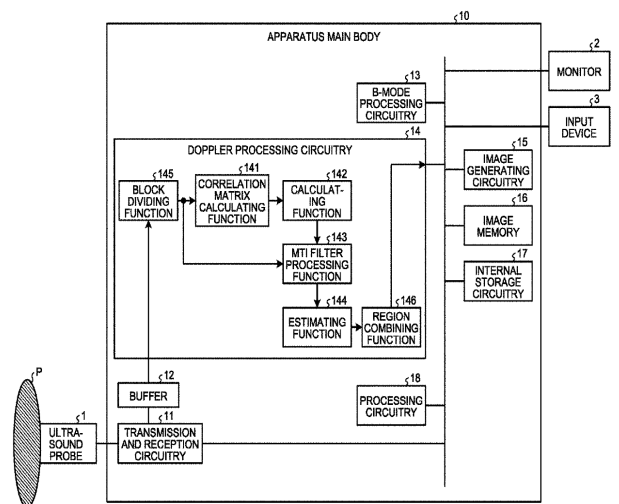 10
APPARATUS MAIN BODY
2
MONITOR
13
B-MODE
PROCESSING
CIRCUITRY
3
INPUT
DEVICE
14
DOPPLER PROCESSING CIRCUITRY
145
BLOCK
DIVIDING
FUNCTION
141
CORRELATION
MATRIX
CALCULATING
FUNCTION
142
CALCULAT-
ING
FUNCTION
15
IMAGE
GENERATING
CIRCUITRY
143
MTI FILTER
PROCESSING
FUNCTION
16
IMAGE
MEMORY
144
ESTIMATING
FUNCTION
146
REGION
COMBINING
FUNCTION
17
INTERNAL
STORAGE
CIRCUITRY
P
12
BUFFER
18
PROCESSING
CIRCUITRY
1
ULTRA-
SOUND
PROBE
11
TRANSMISSION
AND RECEPTION
CIRCUITRY